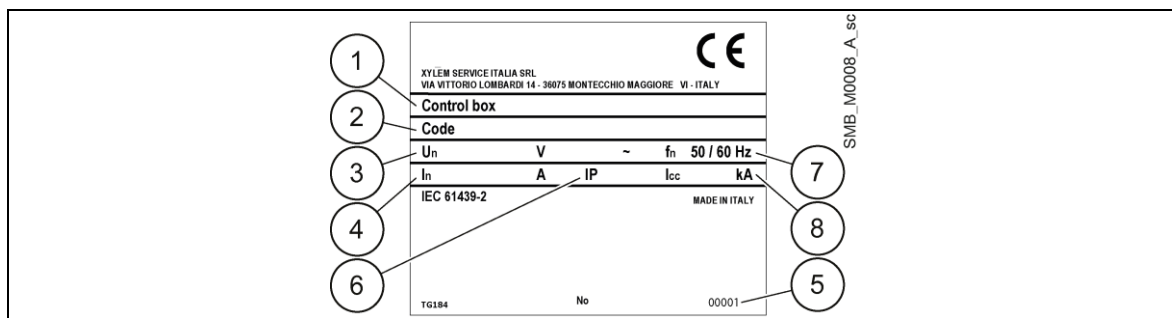 CE
XYLEM SERVICE ITALIA SRL
VIA VITTORIO LOMBARDI 14 - 36075 MONTECCHIO MAGGIORE VI - ITALY
Control box
Code
Un V ~ fn 50 / 60 Hz
In A IP Icc kA
IEC 61439-2 MADE IN ITALY
TG184 No 00001
1
2
3
4
6
7
8
5
SMB_M0008_A_sc